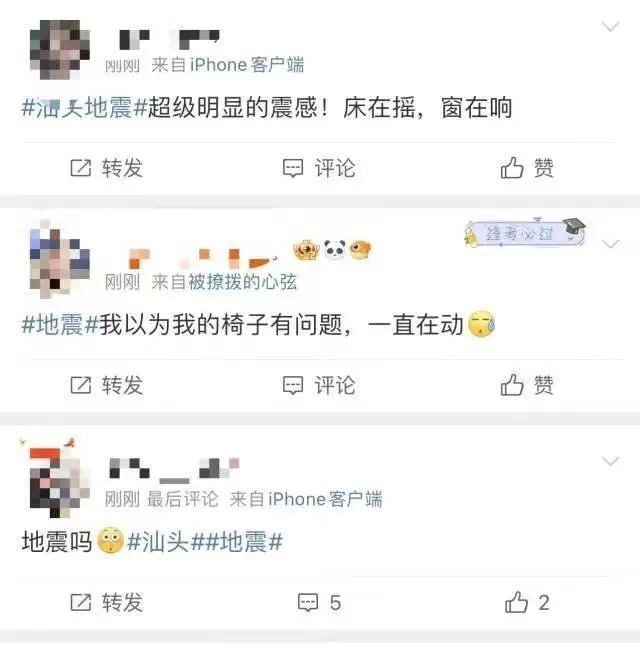 刚刚 来自iPhone客户端
#汕头地震#超级明显的震感！床在摇，窗在响
转发 评论 赞
逢考必过
刚刚 来自被撩拨的心弦
#地震#我以为我的椅子有问题，一直在动
转发 评论 赞
刚刚 最后评论 来自iPhone客户端
地震吗#汕头##地震#
转发 5 2